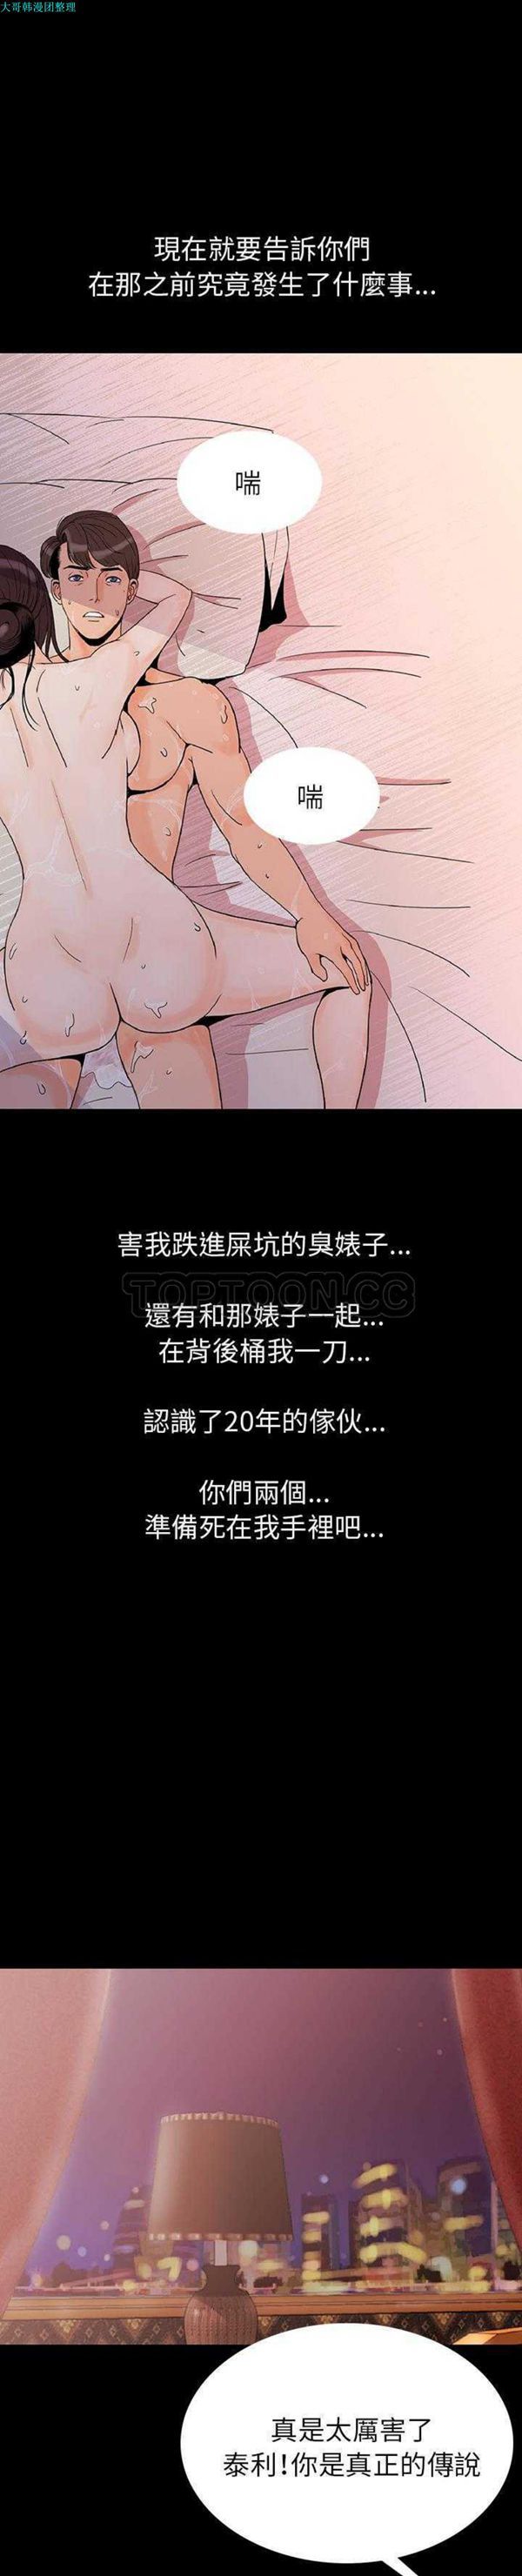 大哥韩漫团整理
現在就要告訴你們
在那之前究竟發生了什麼事...
喘
喘
害我跌進屎坑的臭婊子...
TOPTOON.CC
還有和那婊子一起...
在背後桶我一刀...
認識了20年的傢伙...
你們兩個...
準備死在我手裡吧...
真是太厲害了
泰利！你是真正的傳說